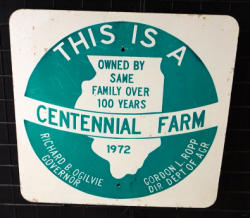 THIS IS A
OWNED BY
SAME
FAMILY OVER
100 YEARS
CENTENNIAL FARM
1972
RICHARD B. OGILVIE
GOVERNOR
GORDON L. ROPP
DIR. DEPT. OF AGR.